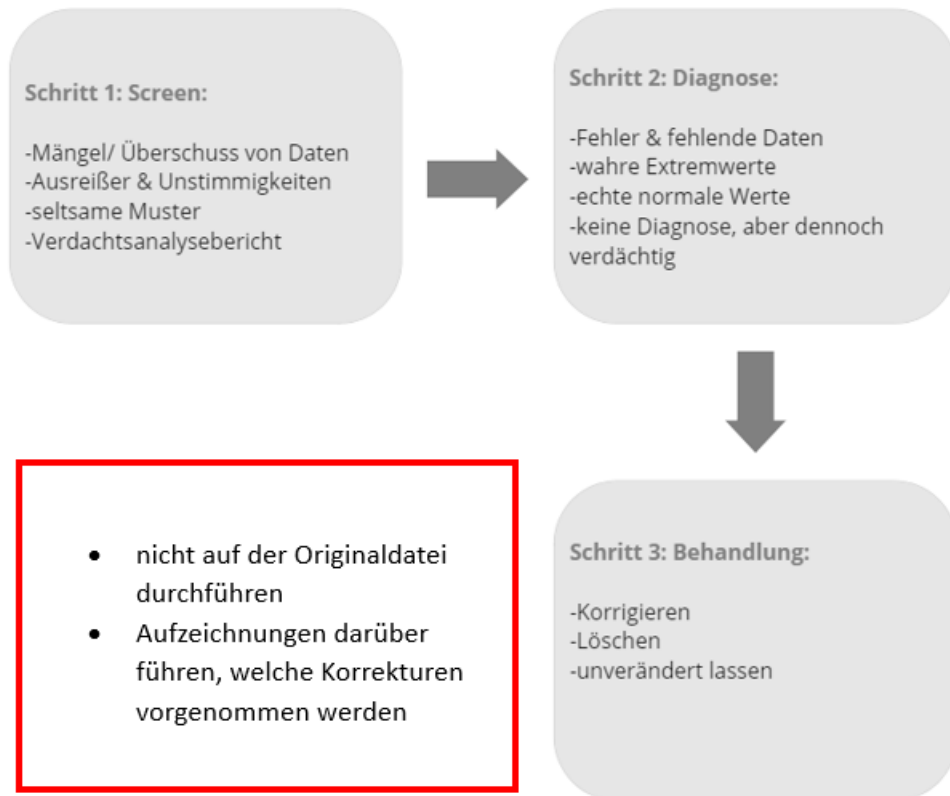 Schritt 1: Screen:
-Mängel/ Überschuss von Daten
-Ausreißer & Unstimmigkeiten
-seltsame Muster
-Verdachtsanalysebericht
Schritt 2: Diagnose:
-Fehler & fehlende Daten
-wahre Extremwerte
-echte normale Werte
-keine Diagnose, aber dennoch
verdächtig
Schritt 3: Behandlung:
-Korrigieren
-Löschen
-unverändert lassen
• nicht auf der Originaldatei
durchführen
• Aufzeichnungen darüber
führen, welche Korrekturen
vorgenommen werden